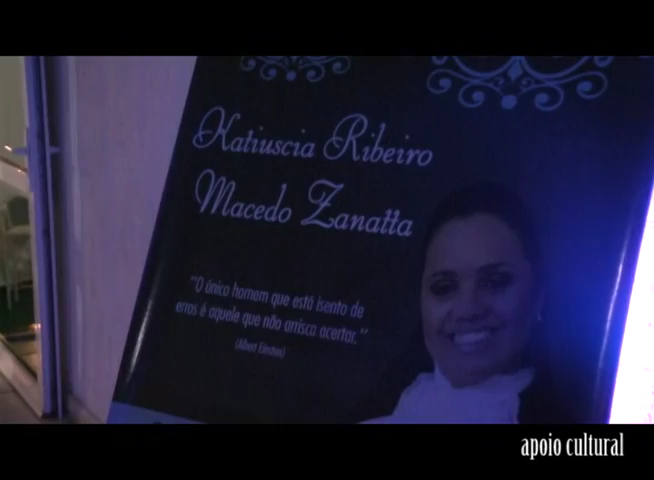 Katiuscia Ribeiro
Macedo Zanatta
"O único homem que está isento de
erros é aquele que não arrisca acertar."
(Albert Einstein)
apoio cultural